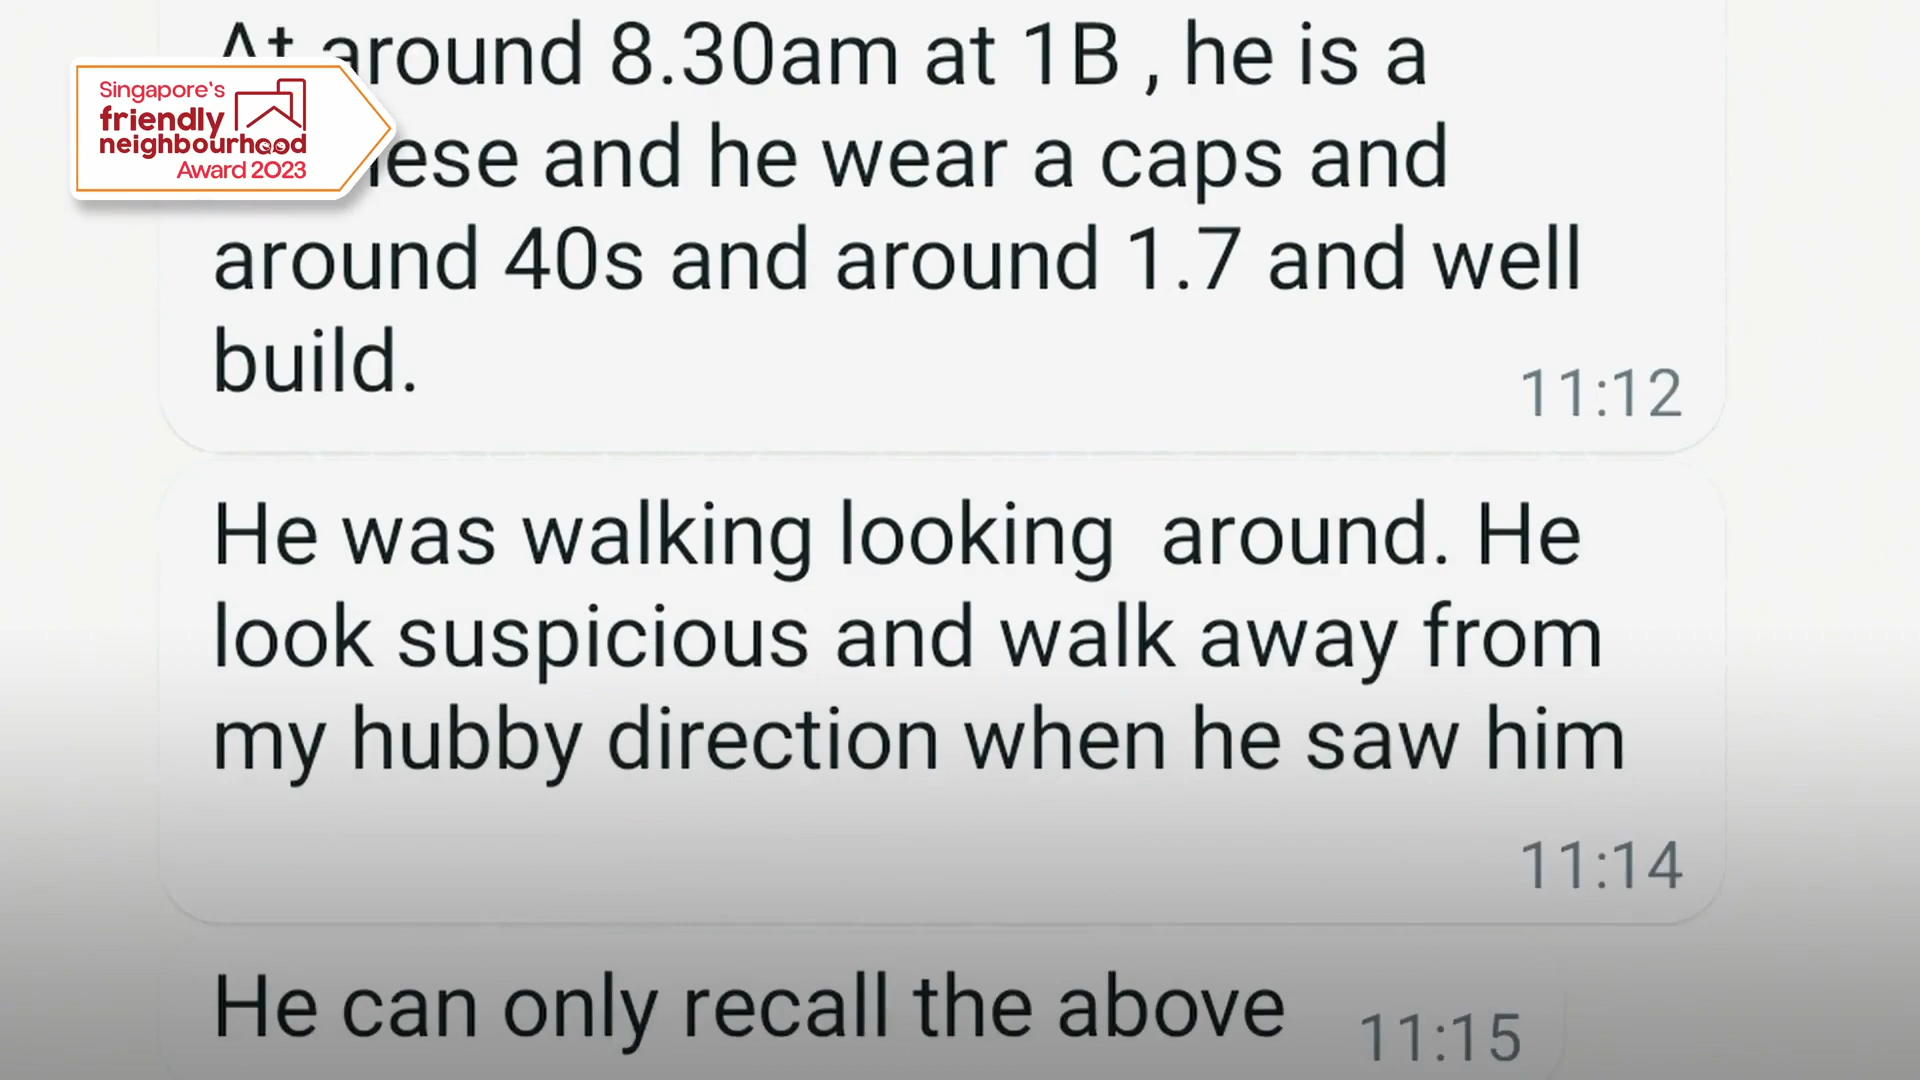 Singapore's
friendly
neighbourhood
Award 2023
At around 8.30am at 1B , he is a
and he wear a caps and
around 40s and around 1.7 and well
build.
11:12
He was walking looking around. He
look suspicious and walk away from
my hubby direction when he saw him
11:14
He can only recall the above
11:15